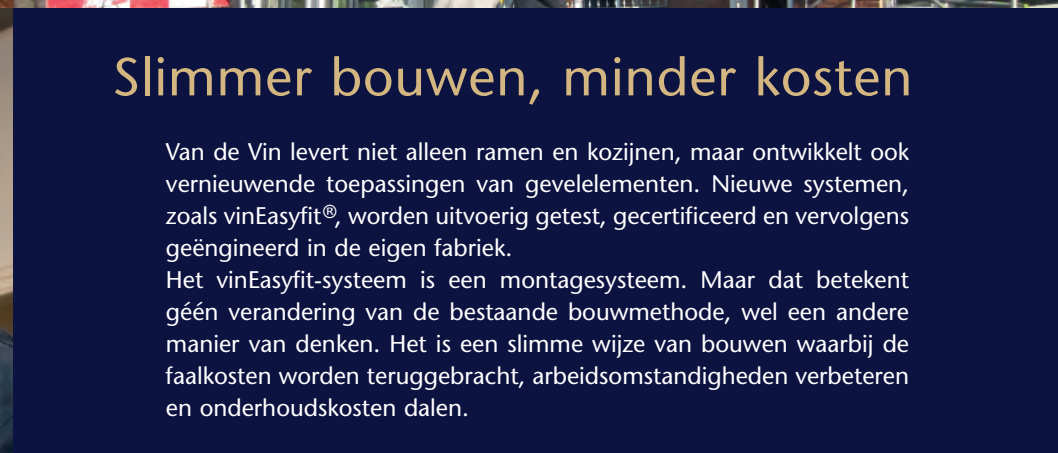 Slimmer bouwen, minder kosten
Van de Vin levert niet alleen ramen en kozijnen, maar ontwikkelt ook
vernieuwende toepassingen van gevelelementen. Nieuwe systemen,
zoals vinEasyfit®, worden uitvoerig getest, gecertificeerd en vervolgens
geëngineerd in de eigen fabriek.
Het vinEasyfit-systeem is een montagesysteem. Maar dat betekent
géén verandering van de bestaande bouwmethode, wel een andere
manier van denken. Het is een slimme wijze van bouwen waarbij de
faalkosten worden teruggebracht, arbeidsomstandigheden verbeteren
en onderhoudskosten dalen.